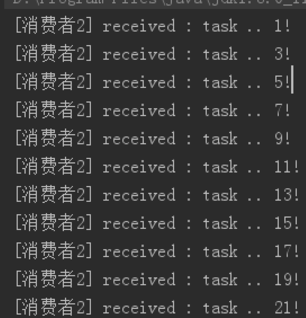 [消费者2] received : task .. 1!
[消费者2] received : task .. 3!
[消费者2] received : task .. 5!
[消费者2] received : task .. 7!
[消费者2] received : task .. 9!
[消费者2] received : task .. 11!
[消费者2] received : task .. 13!
[消费者2] received : task .. 15!
[消费者2] received : task .. 17!
[消费者2] received : task .. 19!
[消费者2] received : task .. 21!